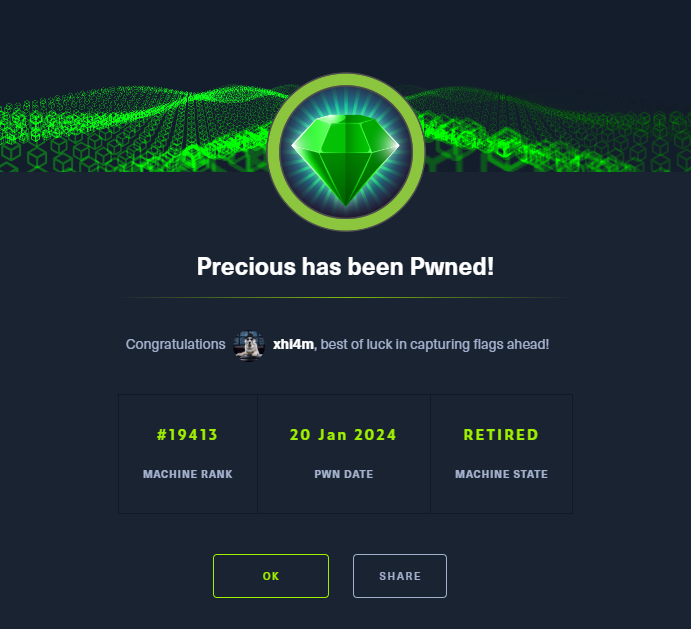 Precious has been Pwned!
Congratulations xhl4m, best of luck in capturing flags ahead!
#19413 20 Jan 2024 RETIRED
MACHINE RANK PWN DATE MACHINE STATE
OK SHARE